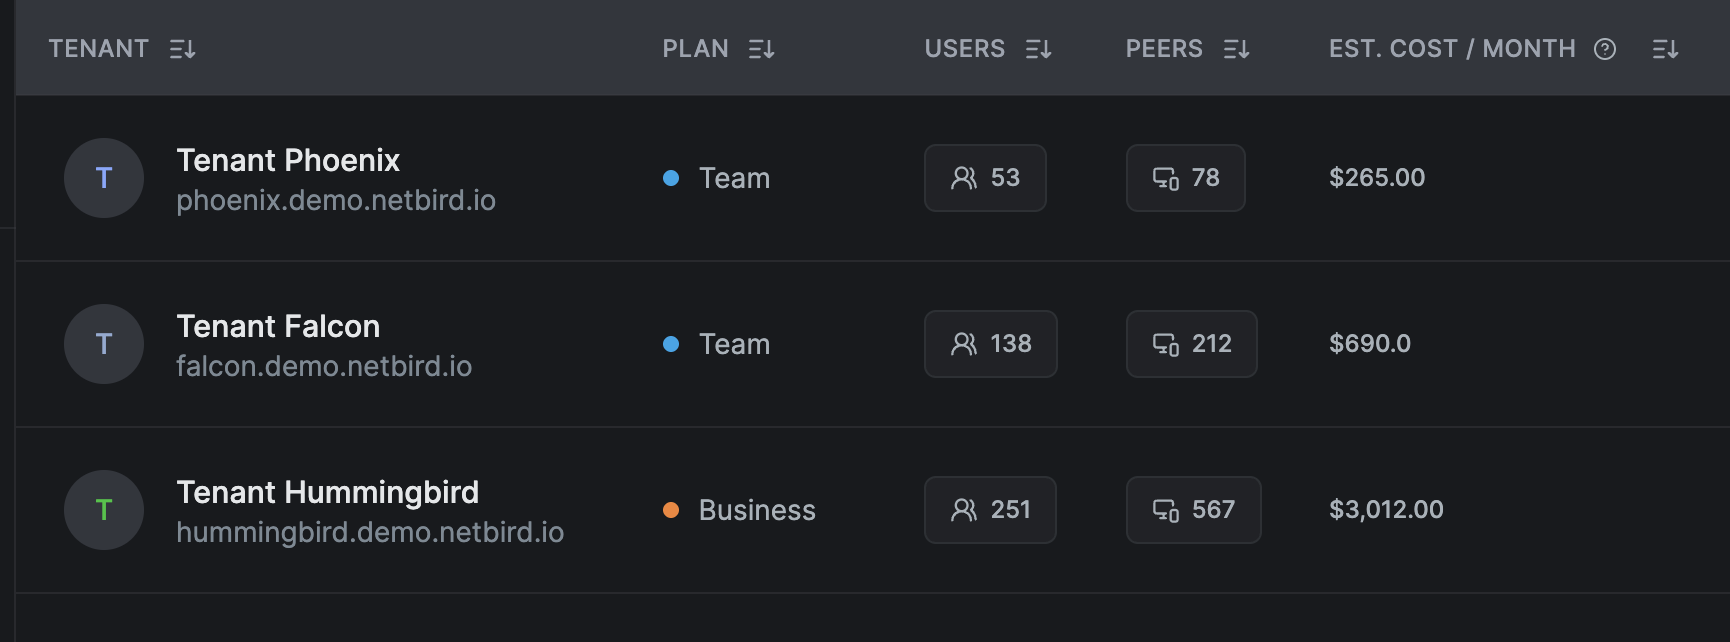 TENANT PLAN USERS PEERS EST. COST / MONTH ?
T Tenant Phoenix
phoenix.demo.netbird.io
Team 53 78 $265.00
T Tenant Falcon
falcon.demo.netbird.io
Team 138 212 $690.0
T Tenant Hummingbird
hummingbird.demo.netbird.io
Business 251 567 $3,012.00